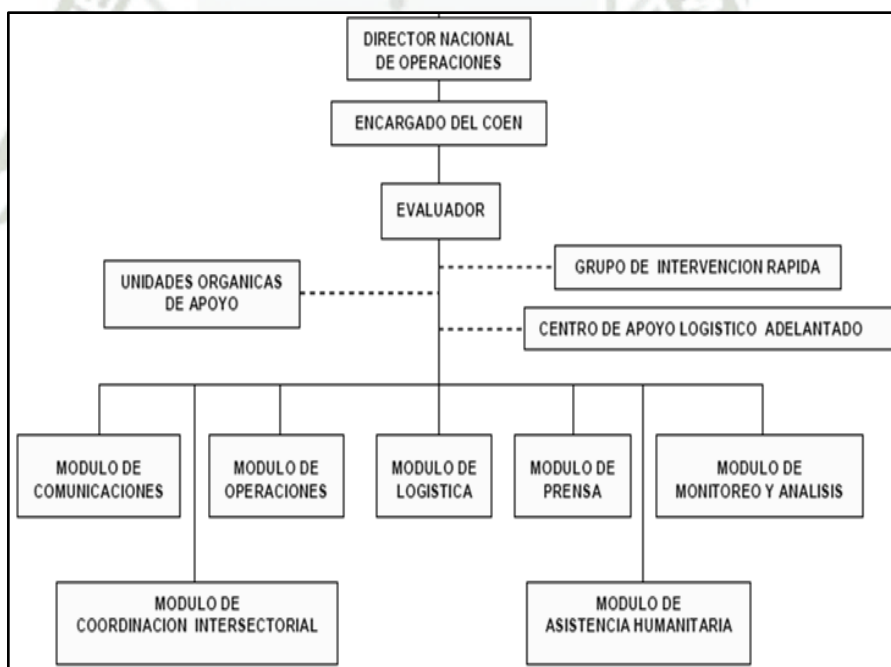 DIRECTOR NACIONAL
DE OPERACIONES
ENCARGADO DEL COEN
EVALUADOR
GRUPO DE INTERVENCION RAPIDA
UNIDADES ORGANICAS
DE APOYO
CENTRO DE APOYO LOGISTICO ADELANTADO
MODULO DE
COMUNICACIONES
MODULO DE
OPERACIONES
MODULO DE
LOGISTICA
MODULO DE
PRENSA
MODULO DE
MONITOREO Y ANALISIS
MODULO DE
COORDINACION INTERSECTORIAL
MODULO DE
ASISTENCIA HUMANITARIA